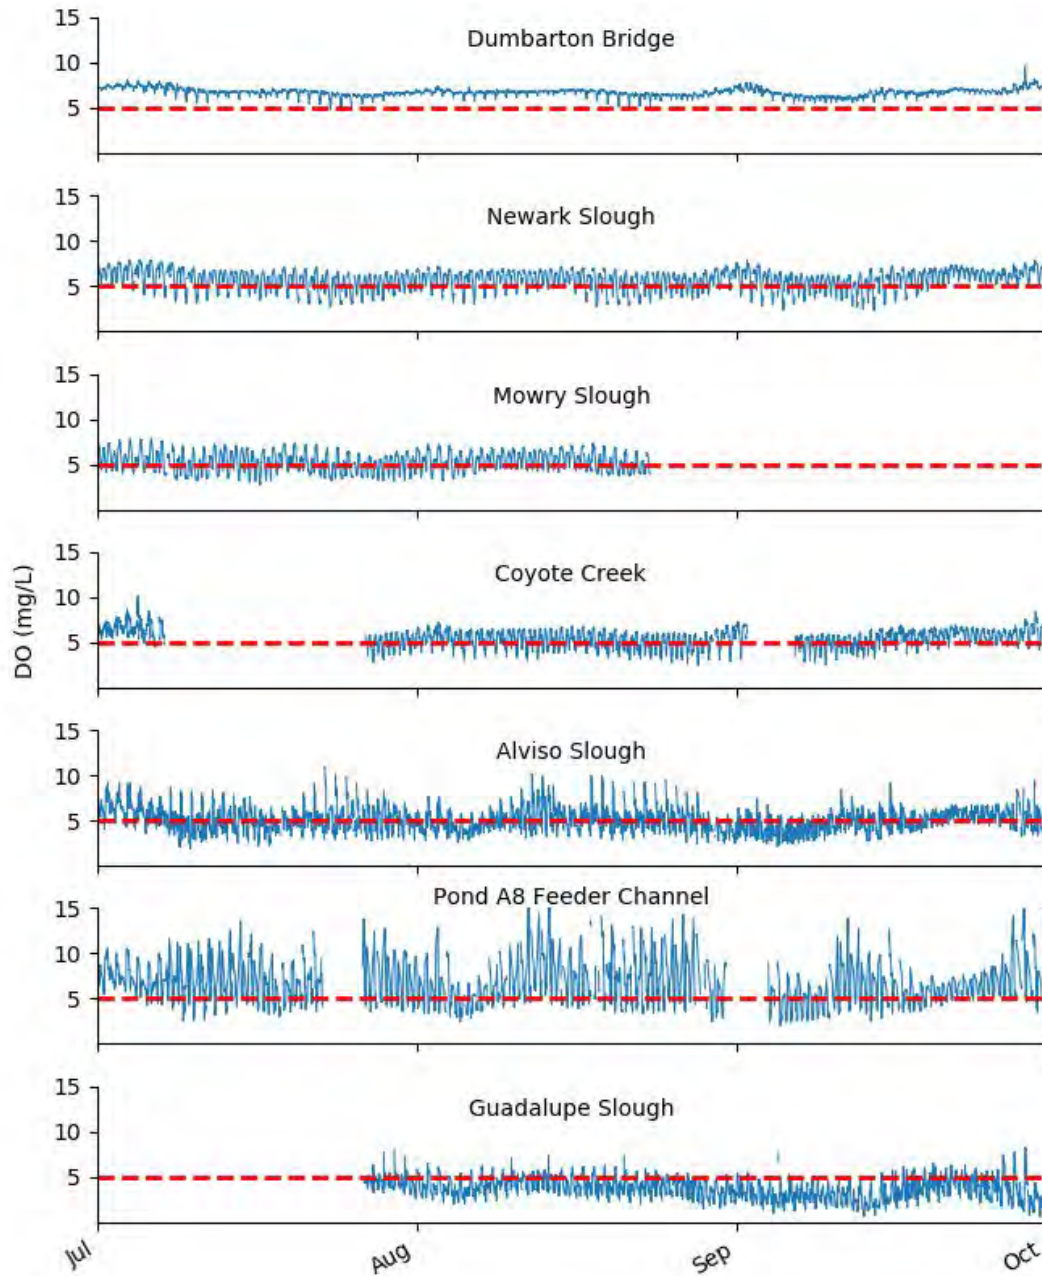 15
Dumbarton Bridge
10
5
15
Newark Slough
10
5
15
Mowry Slough
10
5
15
Coyote Creek
10
5
DO (mg/L)
15
Alviso Slough
10
5
Pond A8 Feeder Channel
15
10
5
15
Guadalupe Slough
10
5
Jul Aug Sep Oct